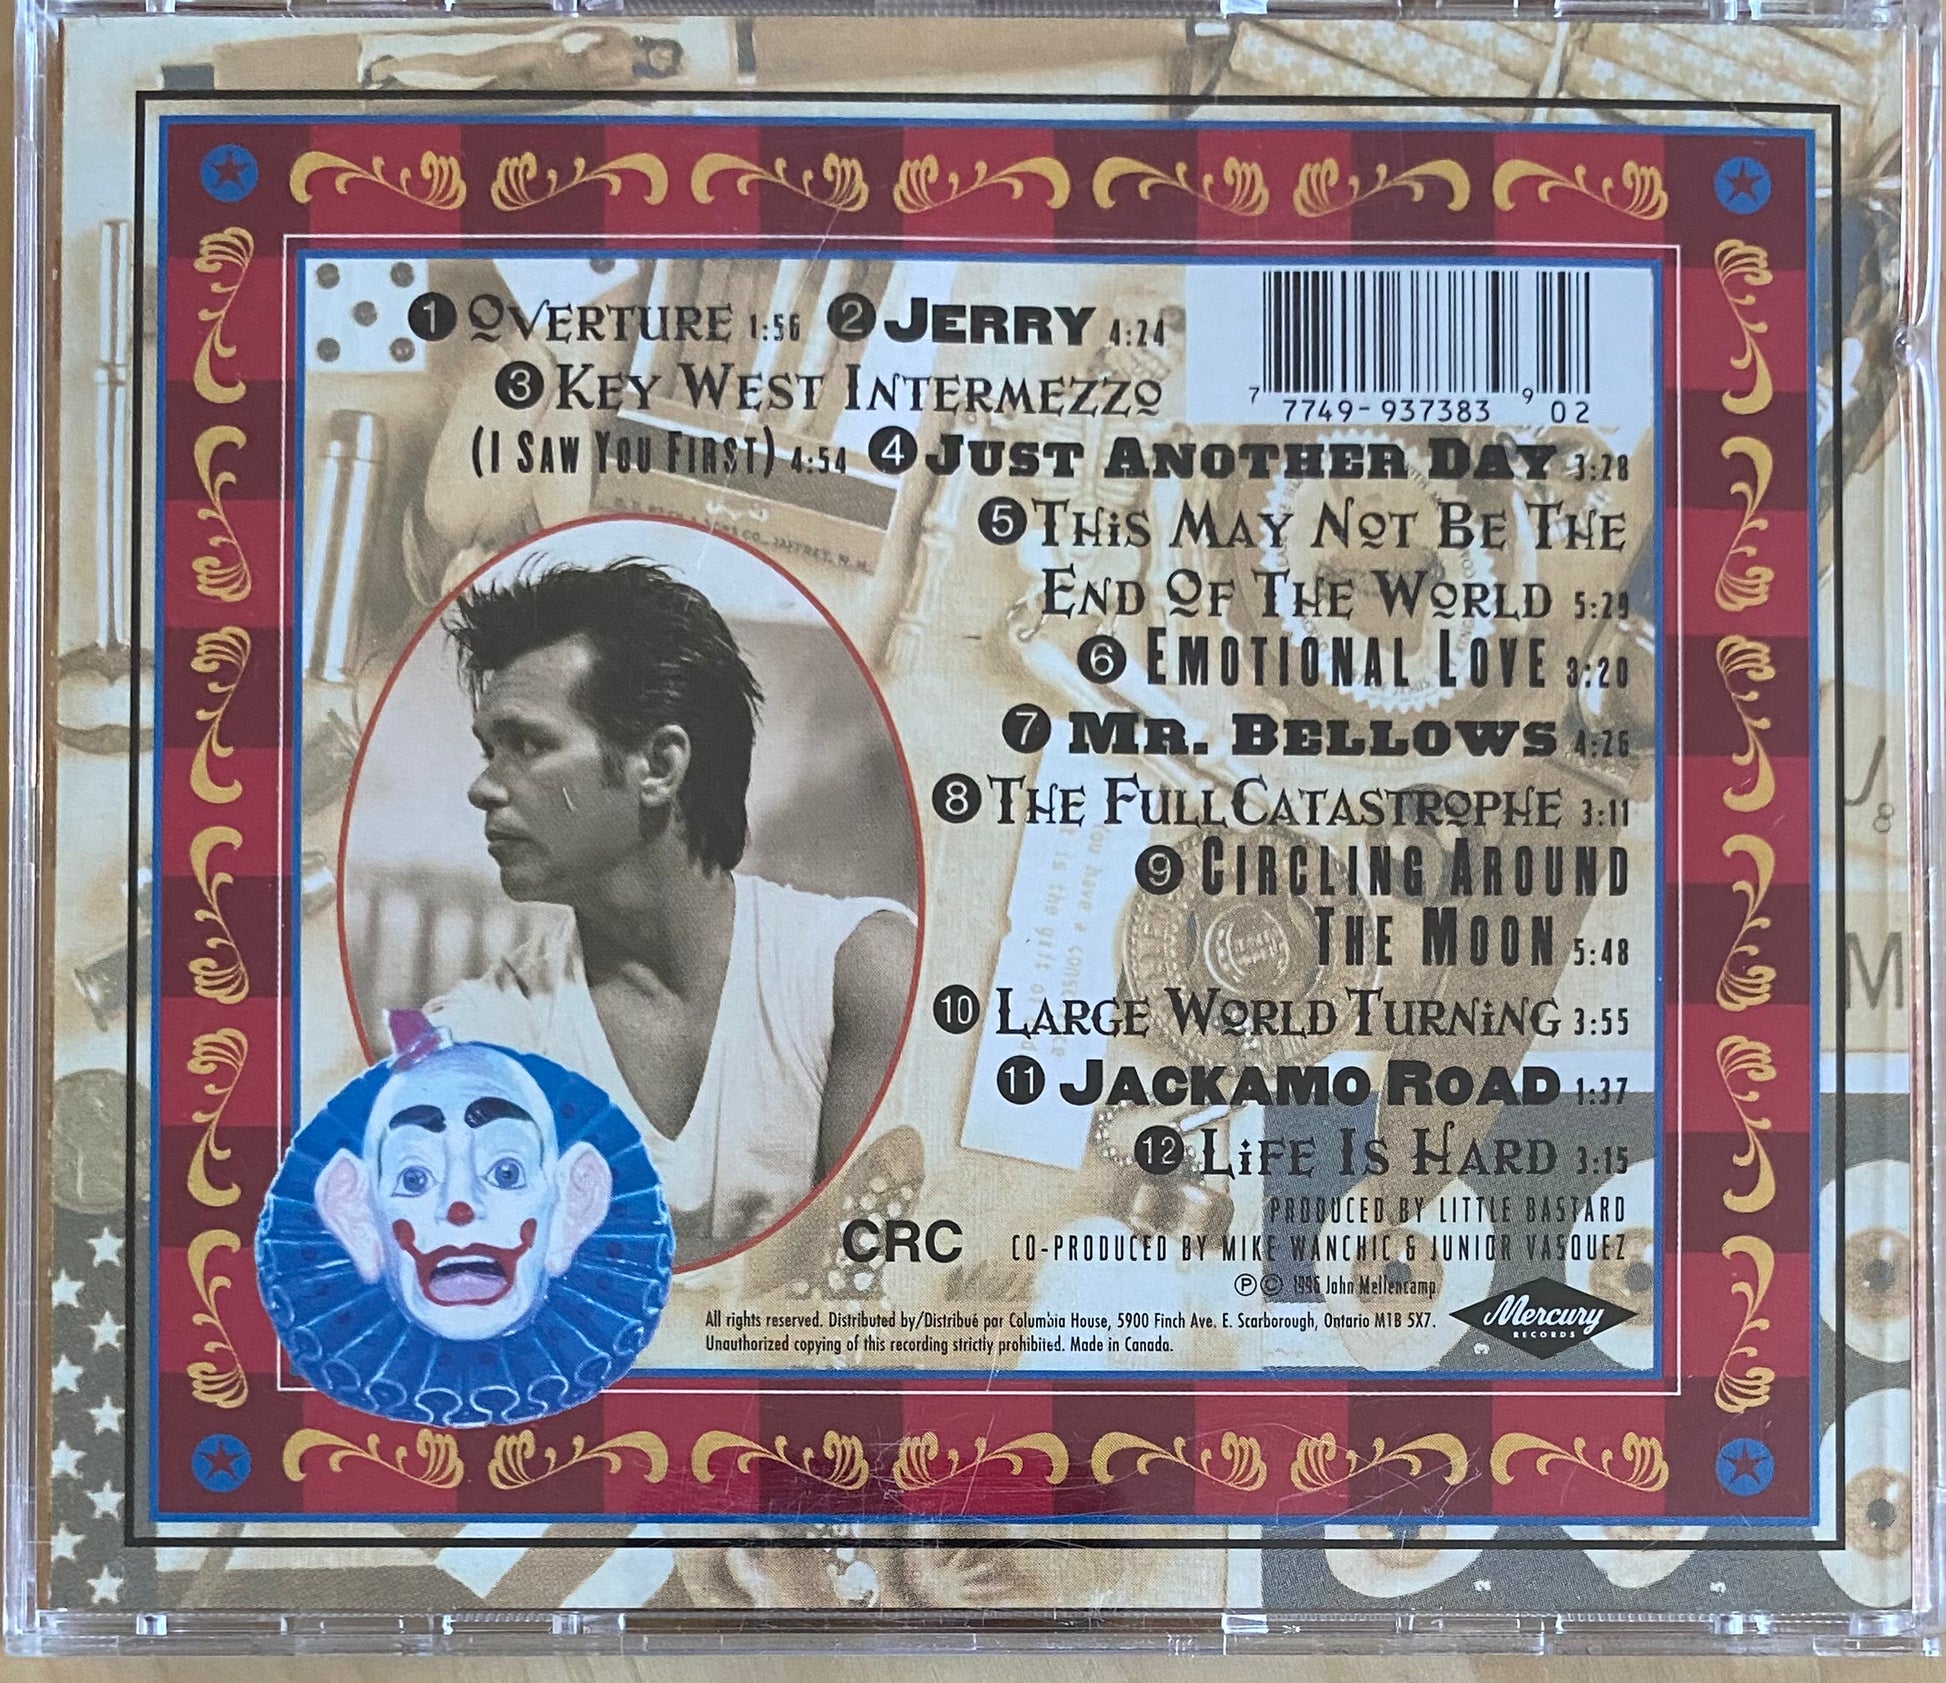 1 Overture 1:56 2 Jerry 4:24
3 Key West Intermezzo
(I Saw You First) 4:54 4 Just Another Day 3:28
5 This May Not Be The
End Of The World 5:29
6 Emotional Love 3:20
7 Mr. Bellows 4:26
8 The Full Catastrophe 3:11
9 Circling Around
The Moon 5:48
10 Large World Turning 3:55
11 Jackamo Road 1:37
12 Life Is Hard 3:15
PRODUCED BY LITTLE BASTARD
CO-PRODUCED BY MIKE WANCHIC & JUNIOR VASQUEZ
Ⓟ© 1996 John Mellencamp
CRC
All rights reserved. Distributed by/Distribué par Columbia House, 5900 Finch Ave. E. Scarborough, Ontario M1B 5X7.
Unauthorized copying of this recording strictly prohibited. Made in Canada.
Mercury
RECORDS
7 7749-937383 9 02
J
8
M